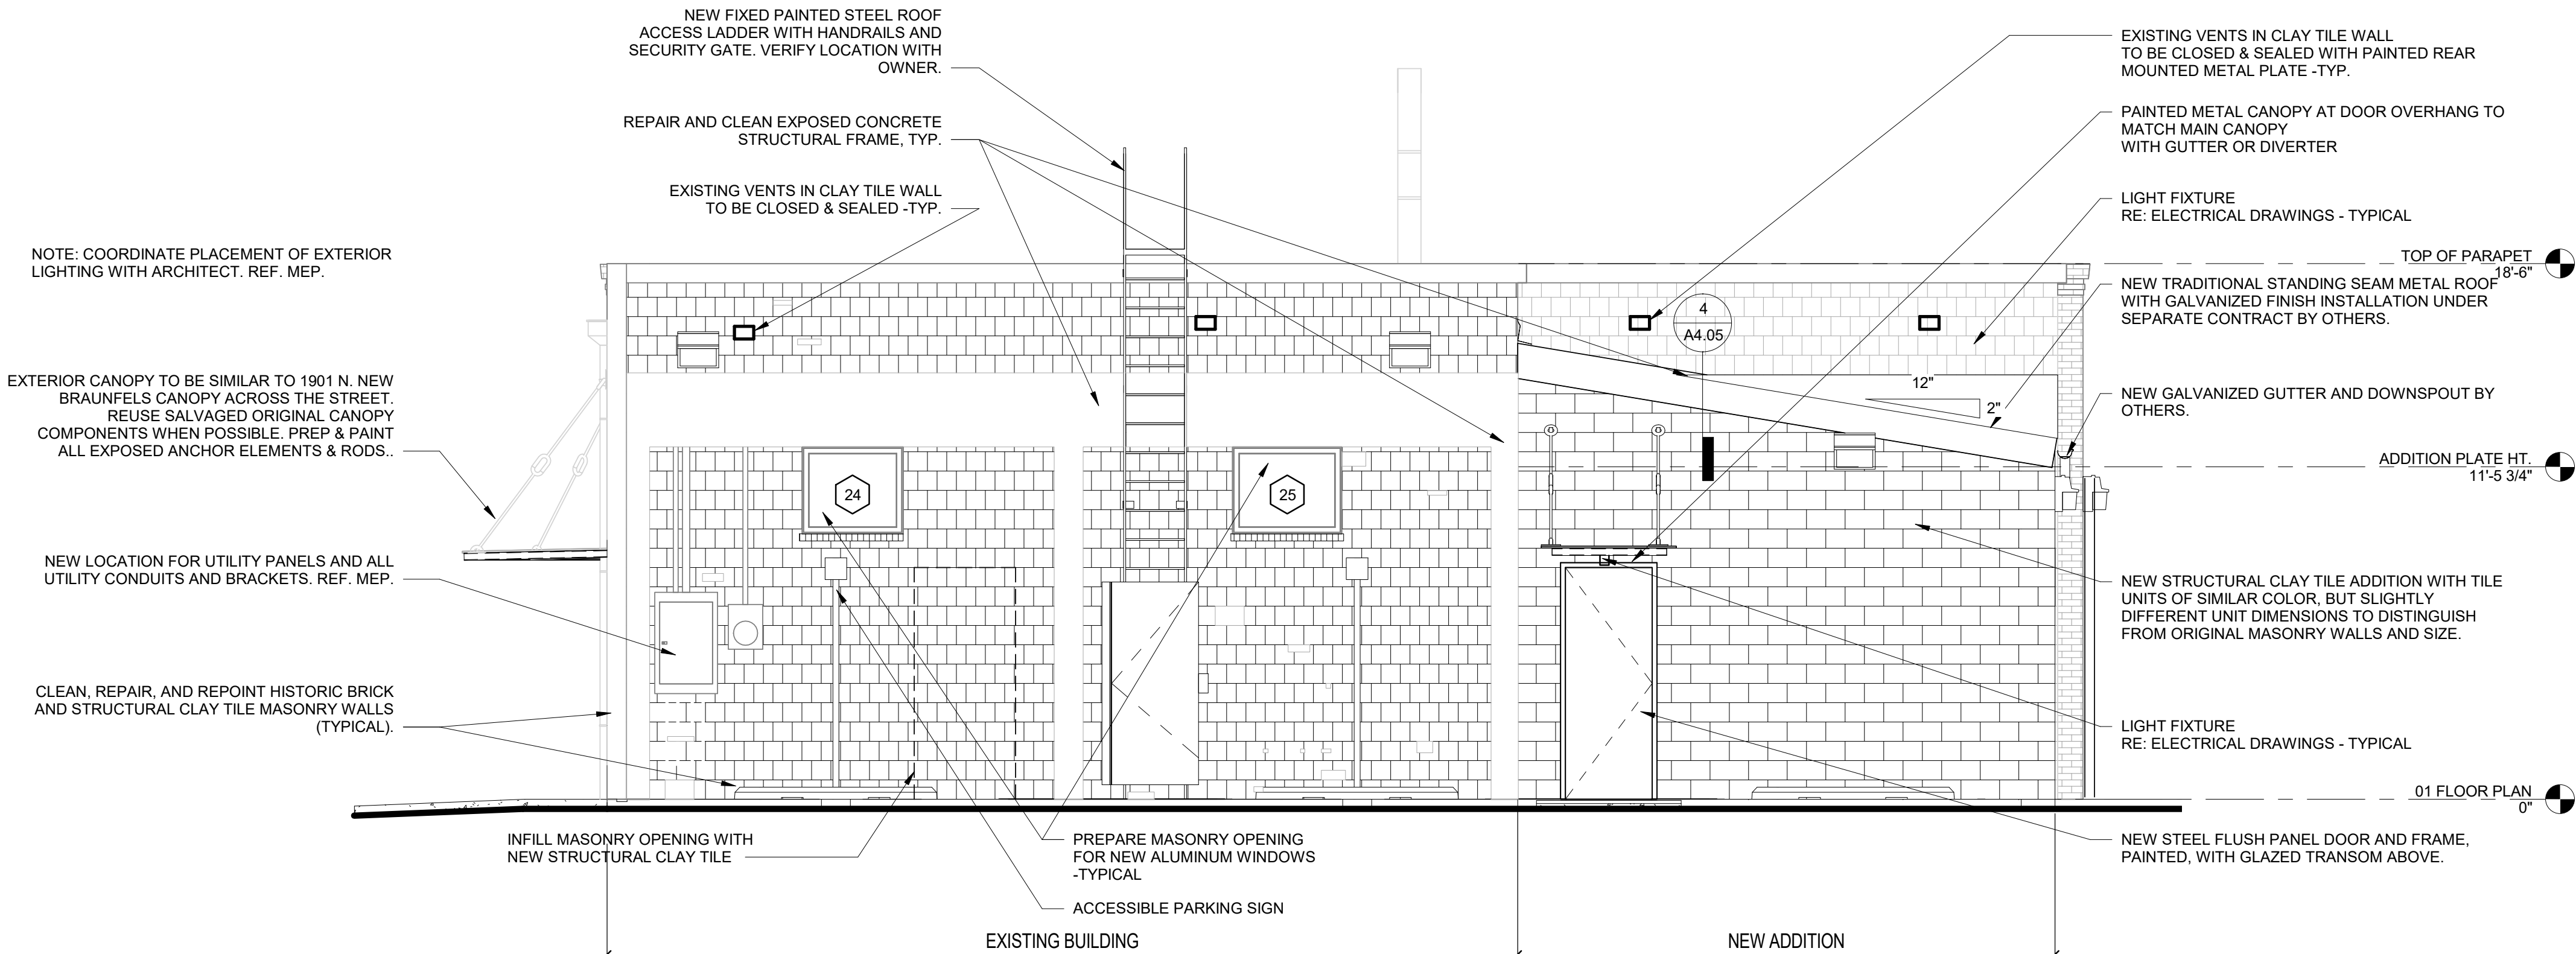 NEW FIXED PAINTED STEEL ROOF
ACCESS LADDER WITH HANDRAILS AND
SECURITY GATE. VERIFY LOCATION WITH
OWNER.
REPAIR AND CLEAN EXPOSED CONCRETE
STRUCTURAL FRAME, TYP.
EXISTING VENTS IN CLAY TILE WALL
TO BE CLOSED & SEALED -TYP.
NOTE: COORDINATE PLACEMENT OF EXTERIOR
LIGHTING WITH ARCHITECT. REF. MEP.
EXTERIOR CANOPY TO BE SIMILAR TO 1901 N. NEW
BRAUNFELS CANOPY ACROSS THE STREET.
REUSE SALVAGED ORIGINAL CANOPY
COMPONENTS WHEN POSSIBLE. PREP & PAINT
ALL EXPOSED ANCHOR ELEMENTS & RODS..
NEW LOCATION FOR UTILITY PANELS AND ALL
UTILITY CONDUITS AND BRACKETS. REF. MEP.
CLEAN, REPAIR, AND REPOINT HISTORIC BRICK
AND STRUCTURAL CLAY TILE MASONRY WALLS
(TYPICAL).
24
25
4
A4.05
12"
2"
EXISTING VENTS IN CLAY TILE WALL
TO BE CLOSED & SEALED WITH PAINTED REAR
MOUNTED METAL PLATE -TYP.
PAINTED METAL CANOPY AT DOOR OVERHANG TO
MATCH MAIN CANOPY
WITH GUTTER OR DIVERTER
LIGHT FIXTURE
RE: ELECTRICAL DRAWINGS - TYPICAL
TOP OF PARAPET
18'-6"
NEW TRADITIONAL STANDING SEAM METAL ROOF
WITH GALVANIZED FINISH INSTALLATION UNDER
SEPARATE CONTRACT BY OTHERS.
NEW GALVANIZED GUTTER AND DOWNSPOUT BY
OTHERS.
ADDITION PLATE HT.
11'-5 3/4"
NEW STRUCTURAL CLAY TILE ADDITION WITH TILE
UNITS OF SIMILAR COLOR, BUT SLIGHTLY
DIFFERENT UNIT DIMENSIONS TO DISTINGUISH
FROM ORIGINAL MASONRY WALLS AND SIZE.
LIGHT FIXTURE
RE: ELECTRICAL DRAWINGS - TYPICAL
01 FLOOR PLAN
0"
NEW STEEL FLUSH PANEL DOOR AND FRAME,
PAINTED, WITH GLAZED TRANSOM ABOVE.
INFILL MASONRY OPENING WITH
NEW STRUCTURAL CLAY TILE
PREPARE MASONRY OPENING
FOR NEW ALUMINUM WINDOWS
-TYPICAL
ACCESSIBLE PARKING SIGN
EXISTING BUILDING
NEW ADDITION